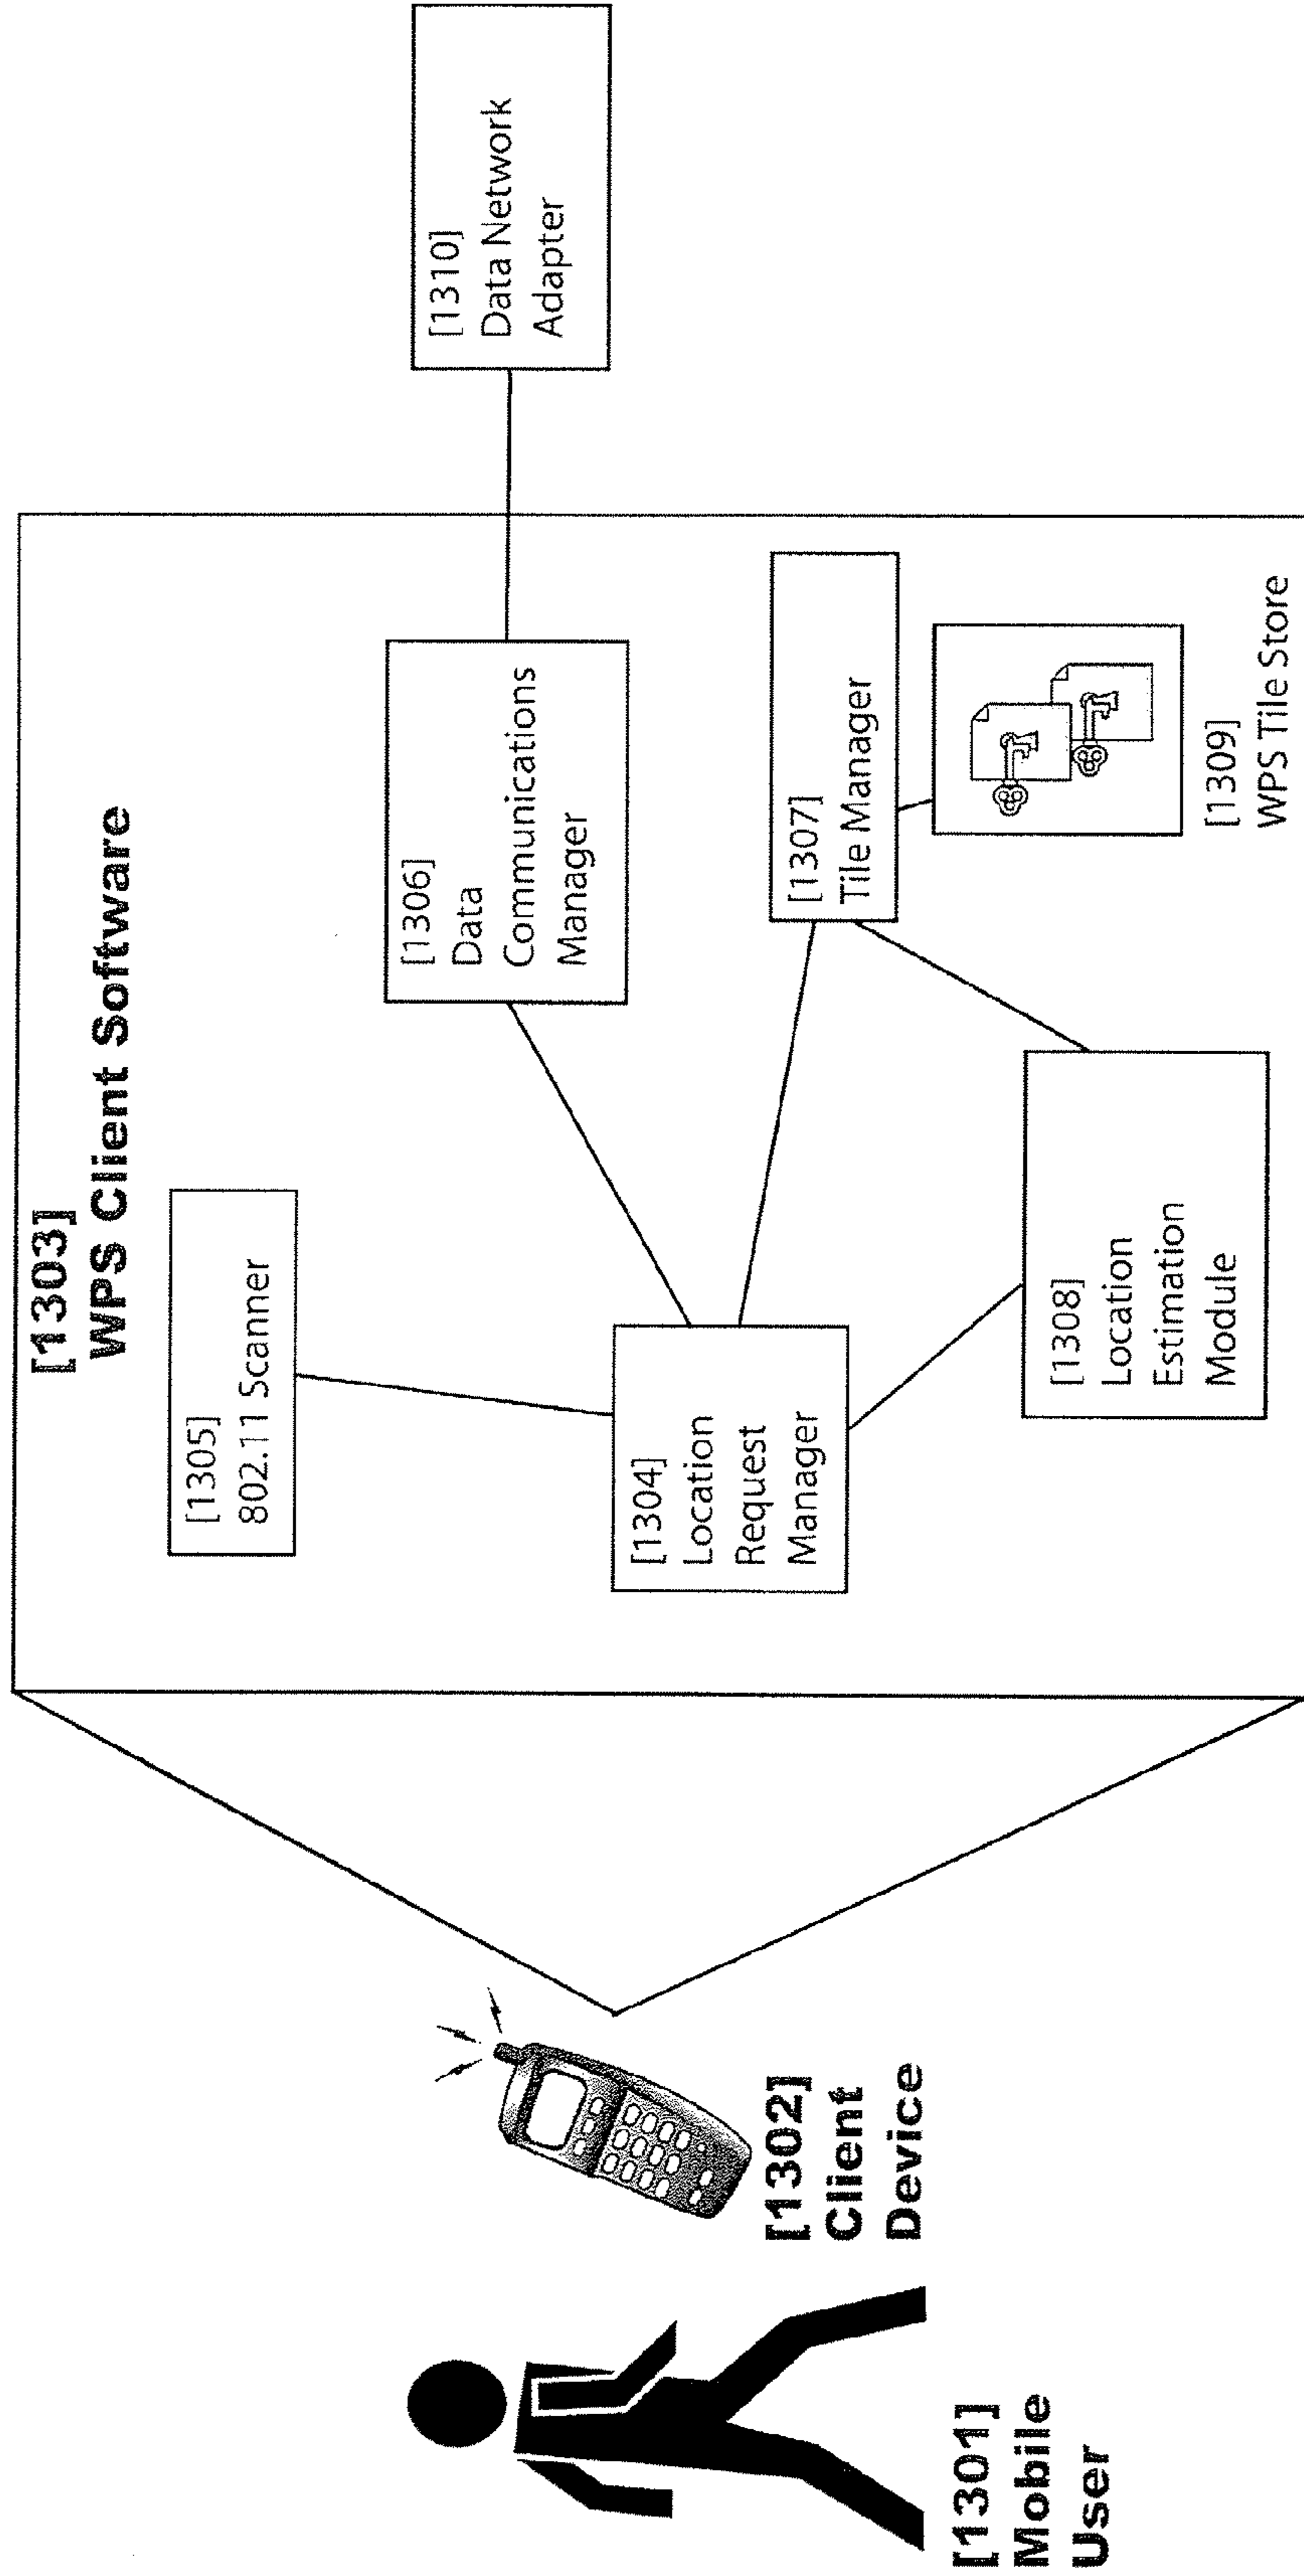 [1303]
WPS Client Software
[1305]
802.11 Scanner
[1306]
Data
Communications
Manager
[1310]
Data Network
Adapter
[1304]
Location
Request
Manager
[1307]
Tile Manager
[1308]
Location
Estimation
Module
[1309]
WPS Tile Store
[1302]
Client
Device
[1301]
Mobile
User